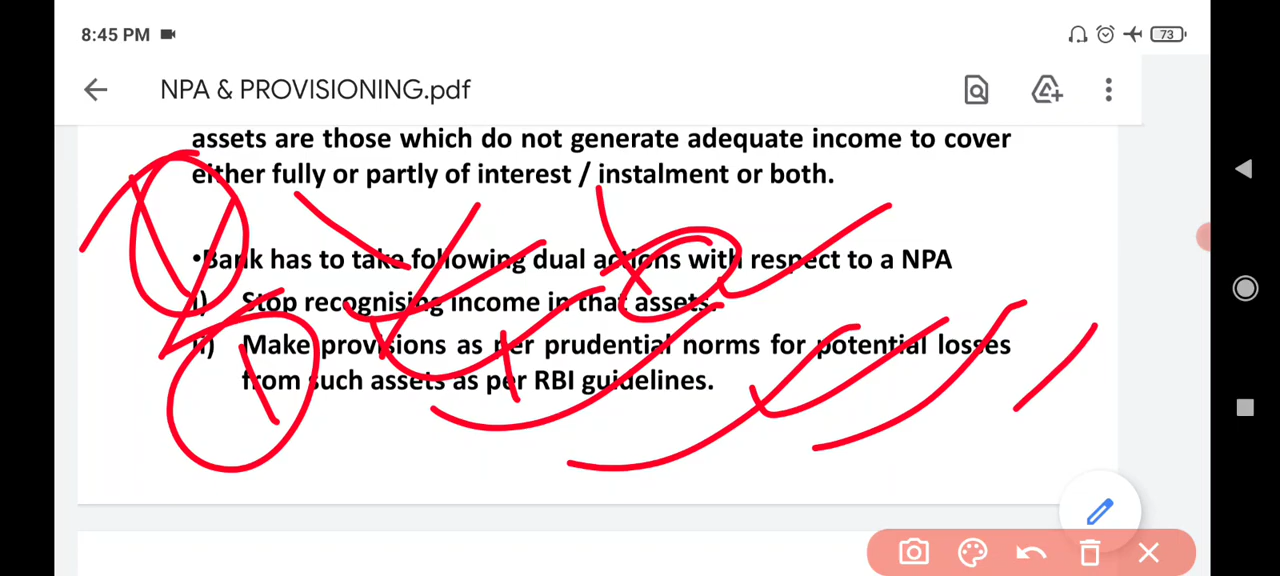 8:45 PM
73
NPA & PROVISIONING.pdf
assets are those which do not generate adequate income to cover
either fully or partly of interest / instalment or both.
•Bank has to take following dual actions with respect to a NPA
i) Stop recognising income in that assets.
ii) Make provisions as per prudential norms for potential losses
from such assets as per RBI guidelines.